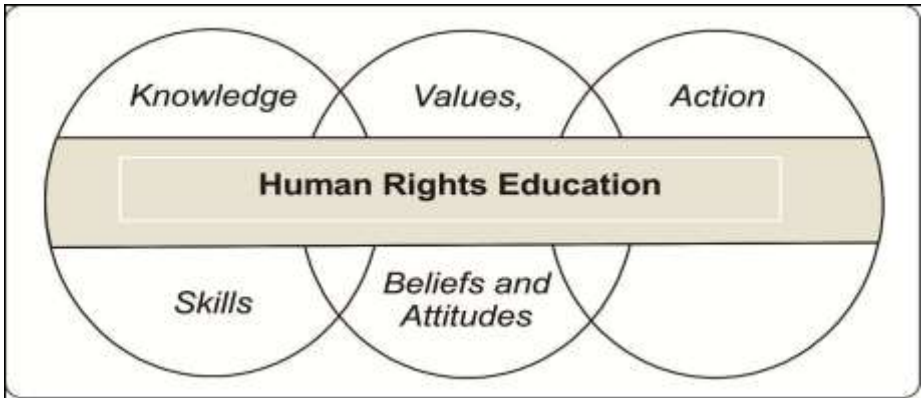 Knowledge
Values,
Action
Human Rights Education
Skills
Beliefs and
Attitudes